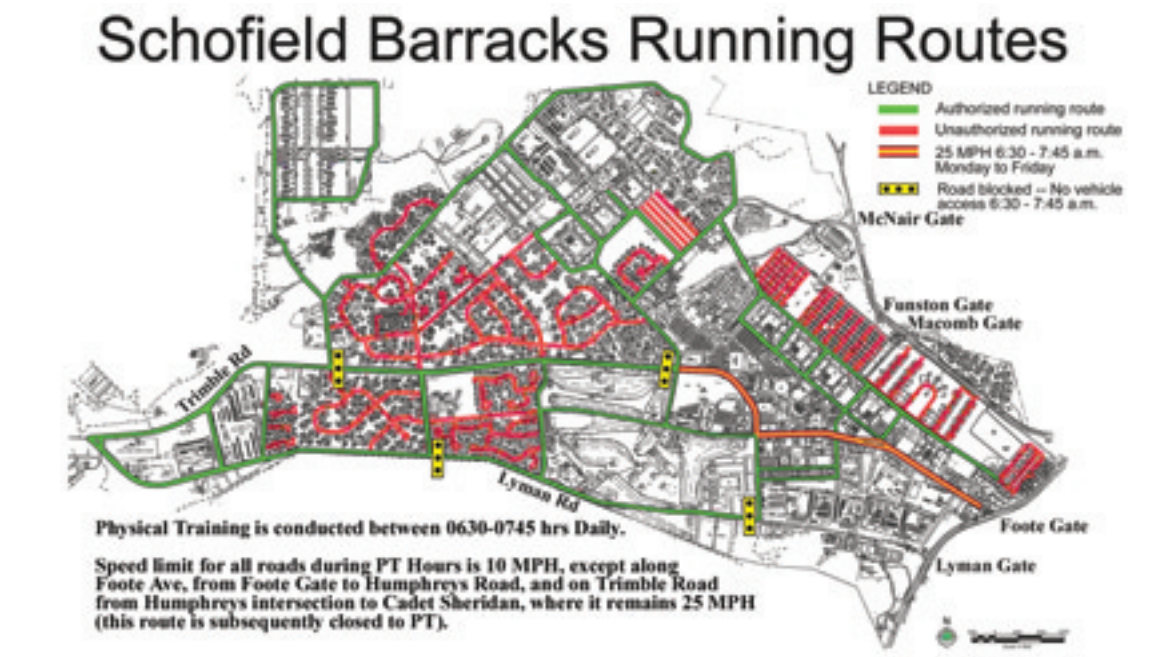 Schofield Barracks Running Routes
LEGEND
Authorized running route
Unauthorized running route
25 MPH 6:30 - 7:45 a.m.
Monday to Friday
Road blocked -- No vehicle
access 6:30 - 7:45 a.m.
McNair Gate
Funston Gate
Macomb Gate
Trimble Rd
Lyman Rd
Foote Gate
Lyman Gate
Physical Training is conducted between 0630-0745 hrs Daily.
Speed limit for all roads during PT Hours is 10 MPH, except along
Foote Ave, from Foote Gate to Humphreys Road, and on Trimble Road
from Humphreys intersection to Cadet Sheridan, where it remains 25 MPH
(this route is subsequently closed to PT).
N